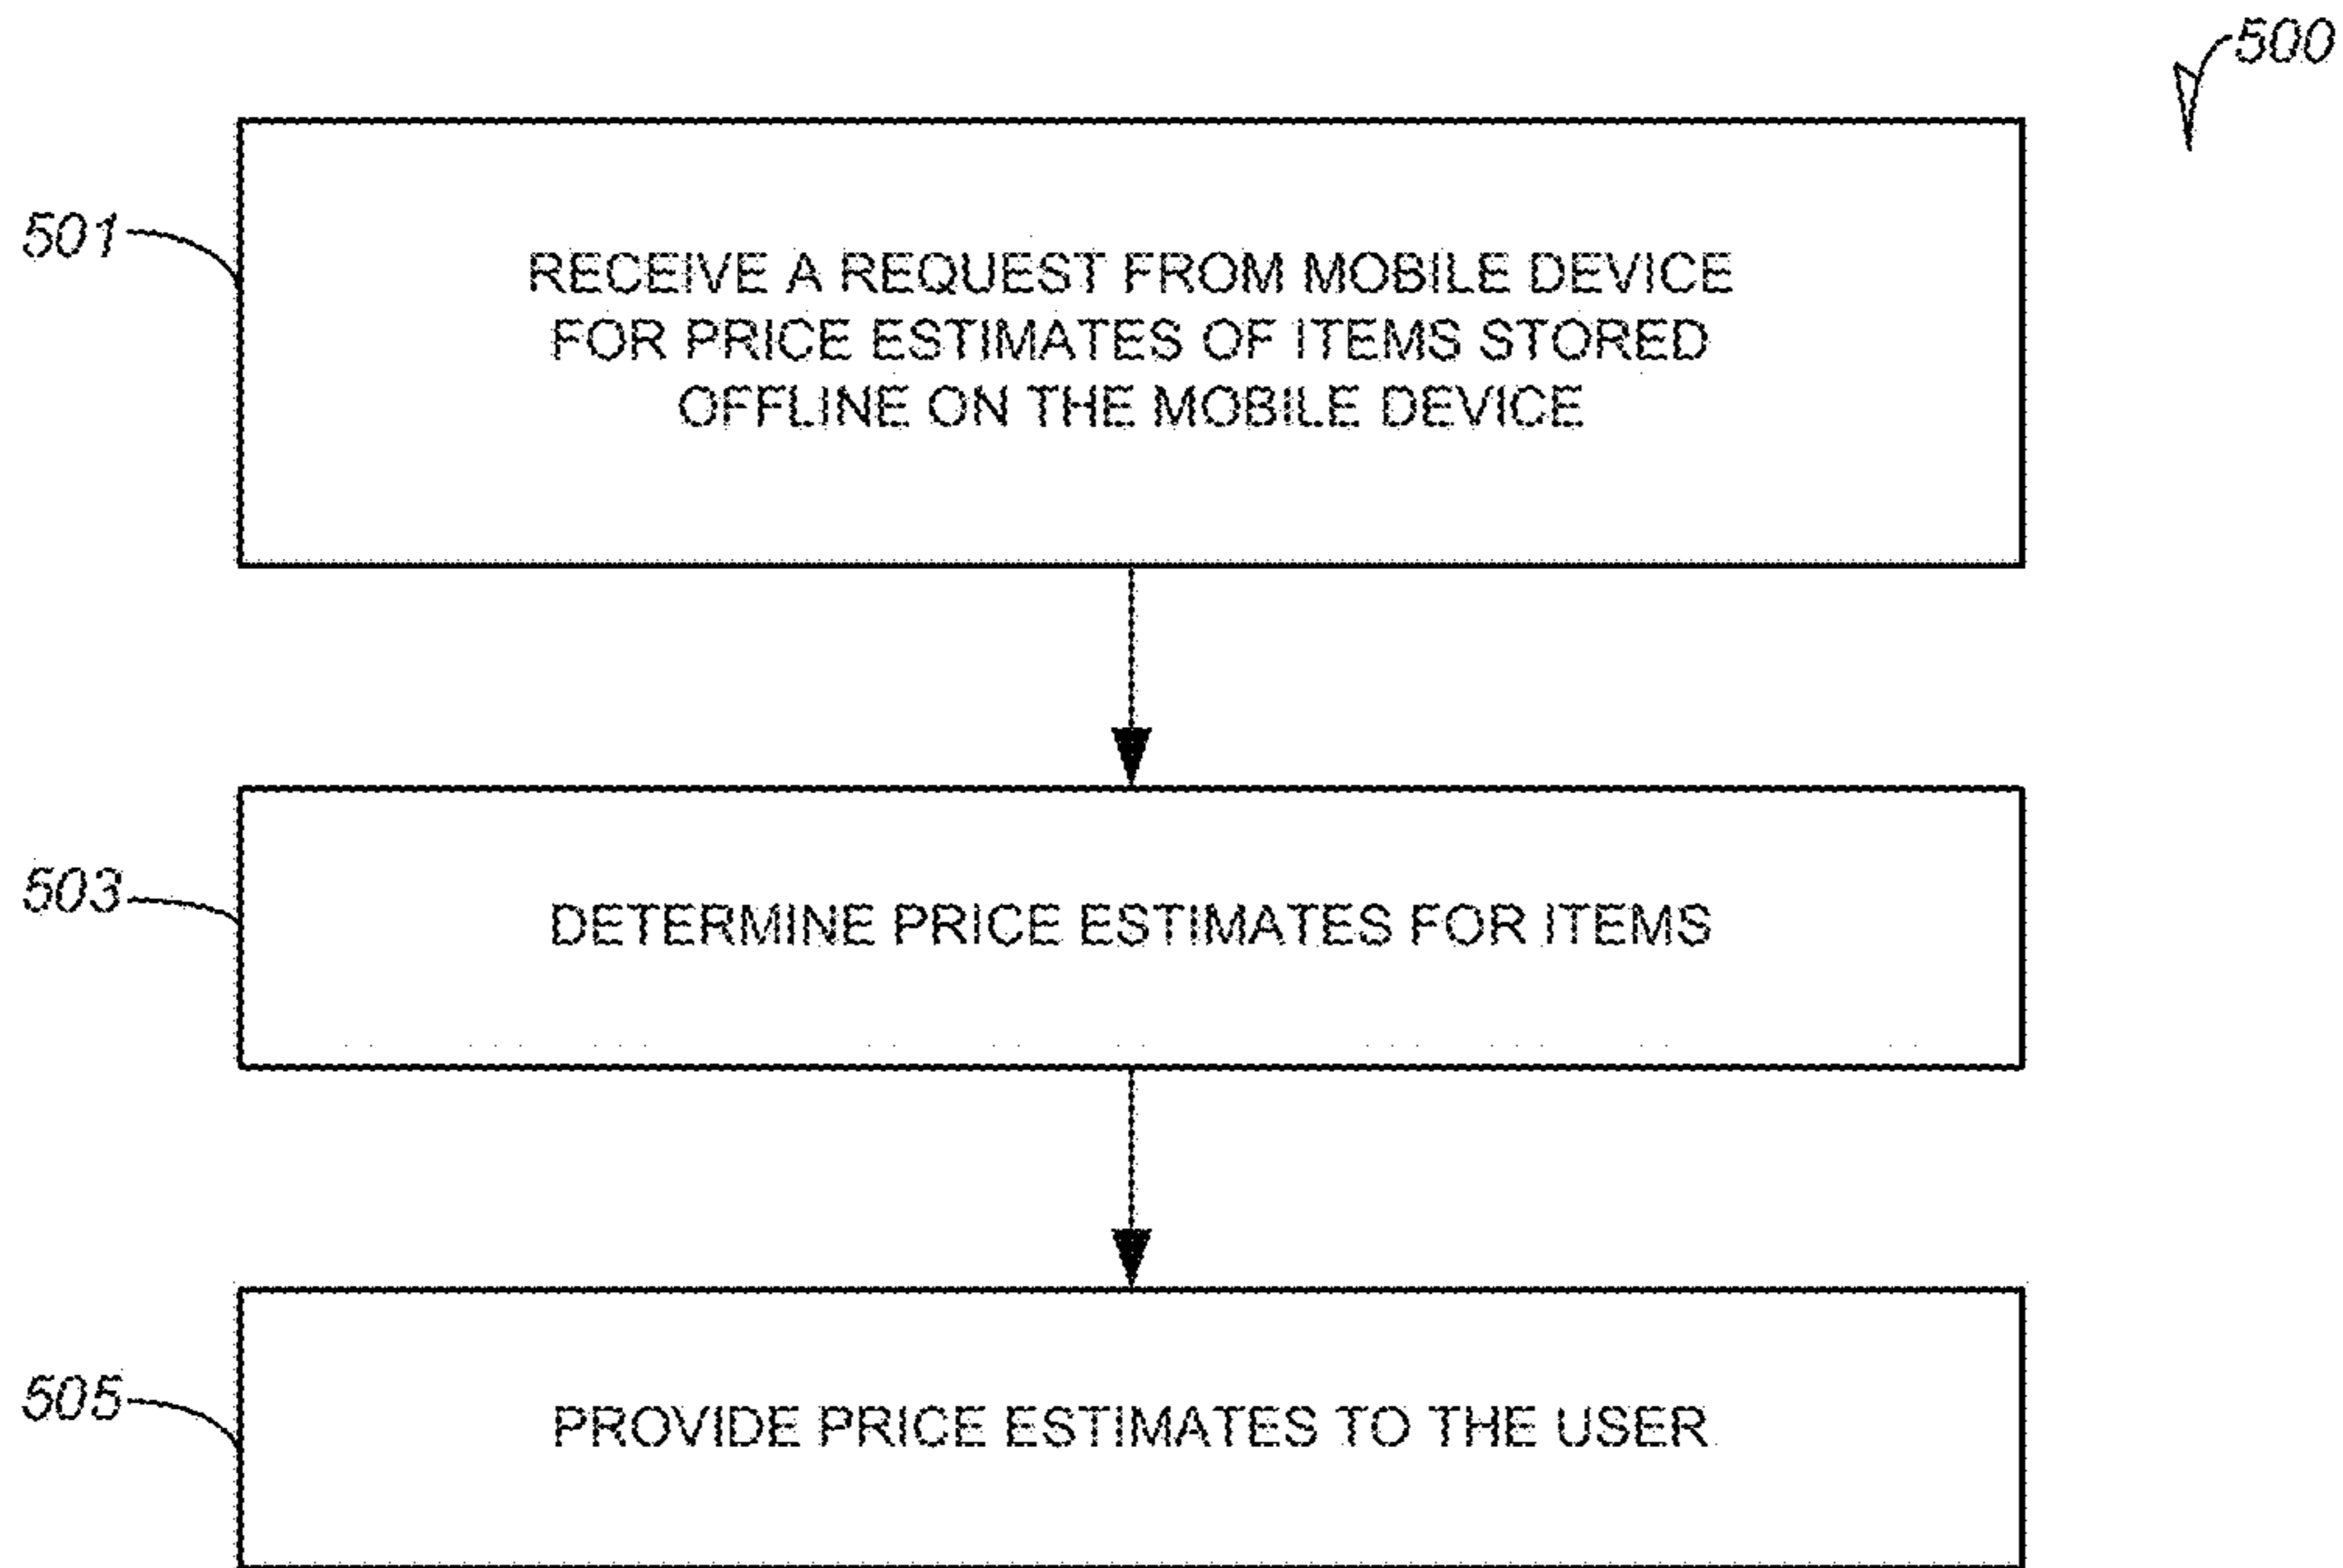 500
501
RECEIVE A REQUEST FROM MOBILE DEVICE
FOR PRICE ESTIMATES OF ITEMS STORED
OFFLINE ON THE MOBILE DEVICE
503
DETERMINE PRICE ESTIMATES FOR ITEMS
505
PROVIDE PRICE ESTIMATES TO THE USER